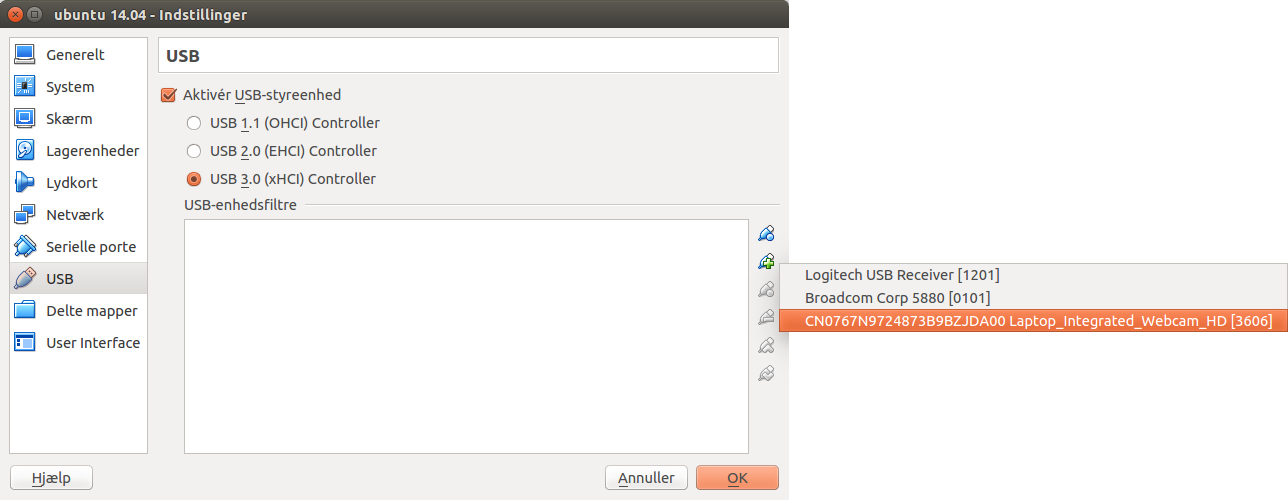 ubuntu 14.04 - Indstillinger
Generelt
System
Skærm
Lagerenheder
Lydkort
Netværk
Serielle porte
USB
Delte mapper
User Interface
USB
Aktivér USB-styreenhed
USB 1.1 (OHCI) Controller
USB 2.0 (EHCI) Controller
USB 3.0 (xHCI) Controller
USB-enhedsfiltre
Logitech USB Receiver [1201]
Broadcom Corp 5880 [0101]
CN0767N9724873B9BZJDA00 Laptop_Integrated_Webcam_HD [3606]
Hjælp
Annuller
OK